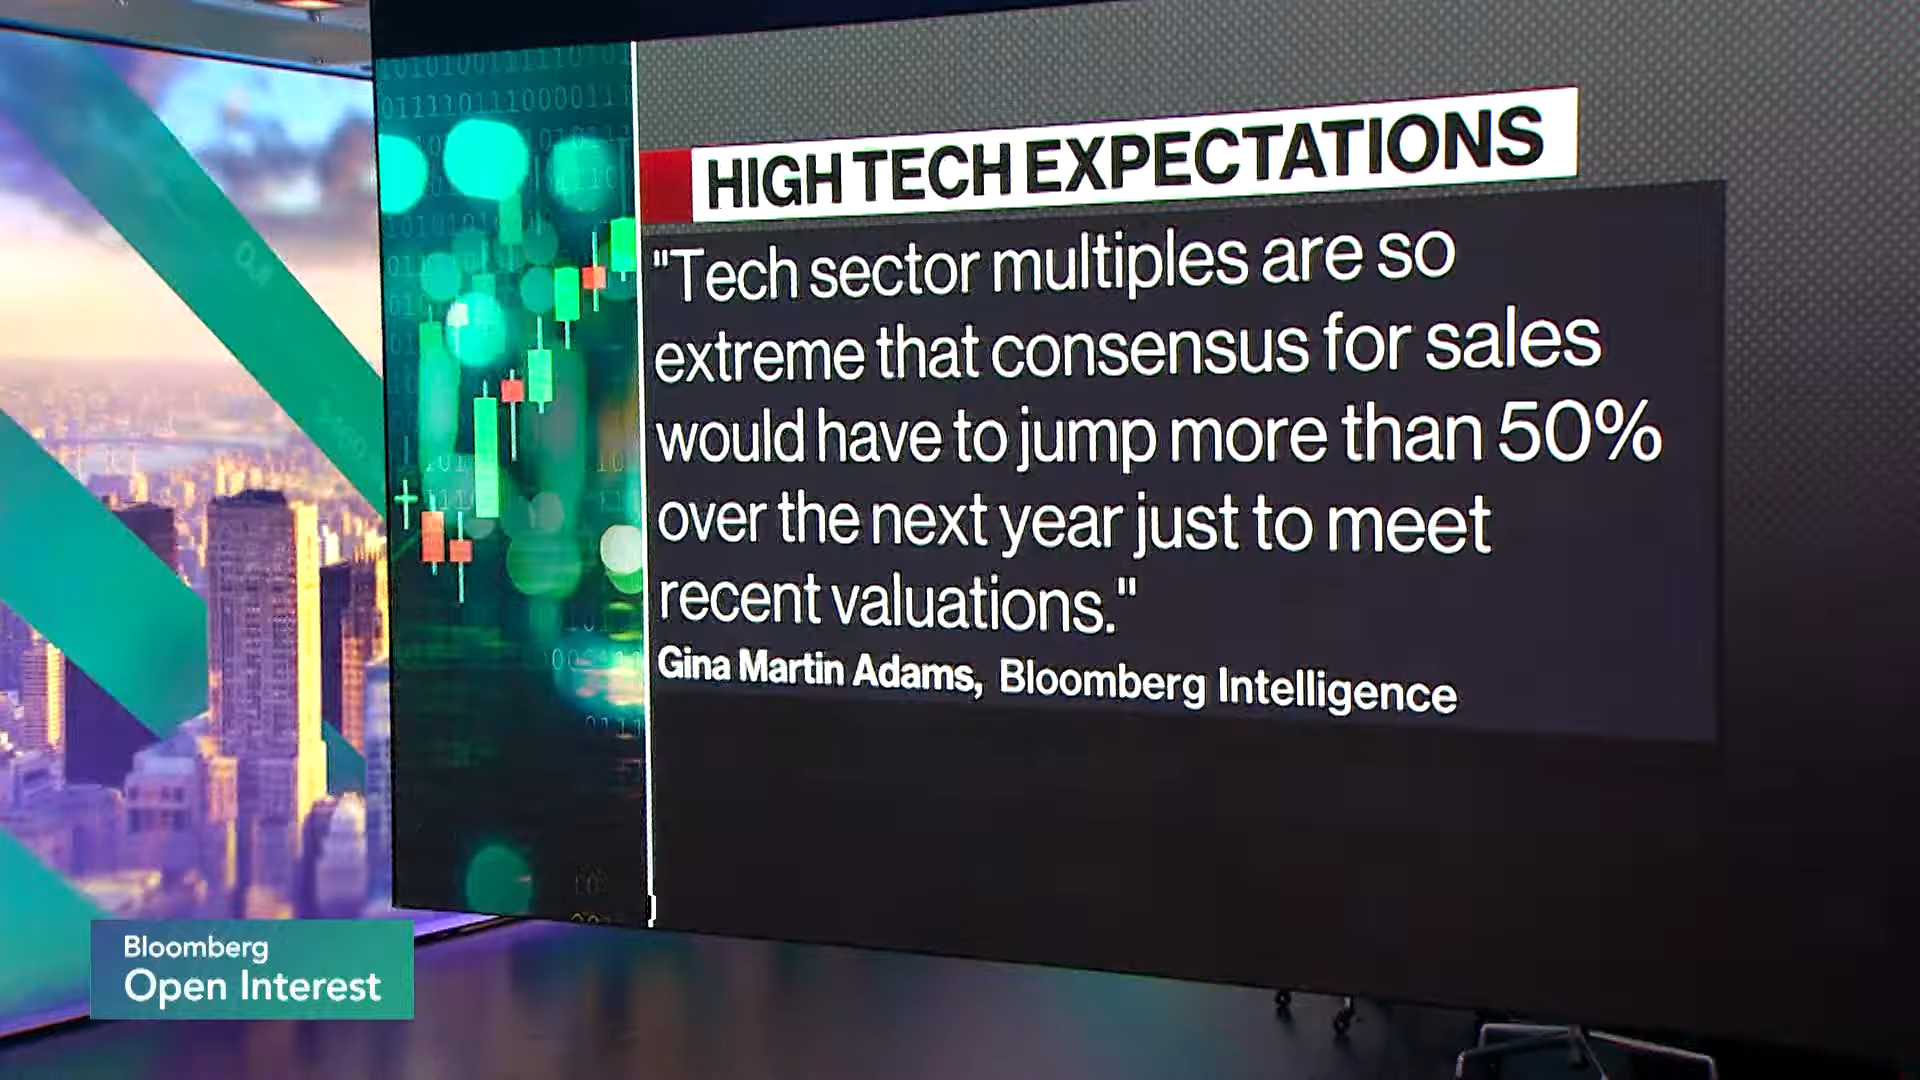 HIGH TECH EXPECTATIONS
"Tech sector multiples are so
extreme that consensus for sales
would have to jump more than 50%
over the next year just to meet
recent valuations."
Gina Martin Adams, Bloomberg Intelligence
Bloomberg
Open Interest